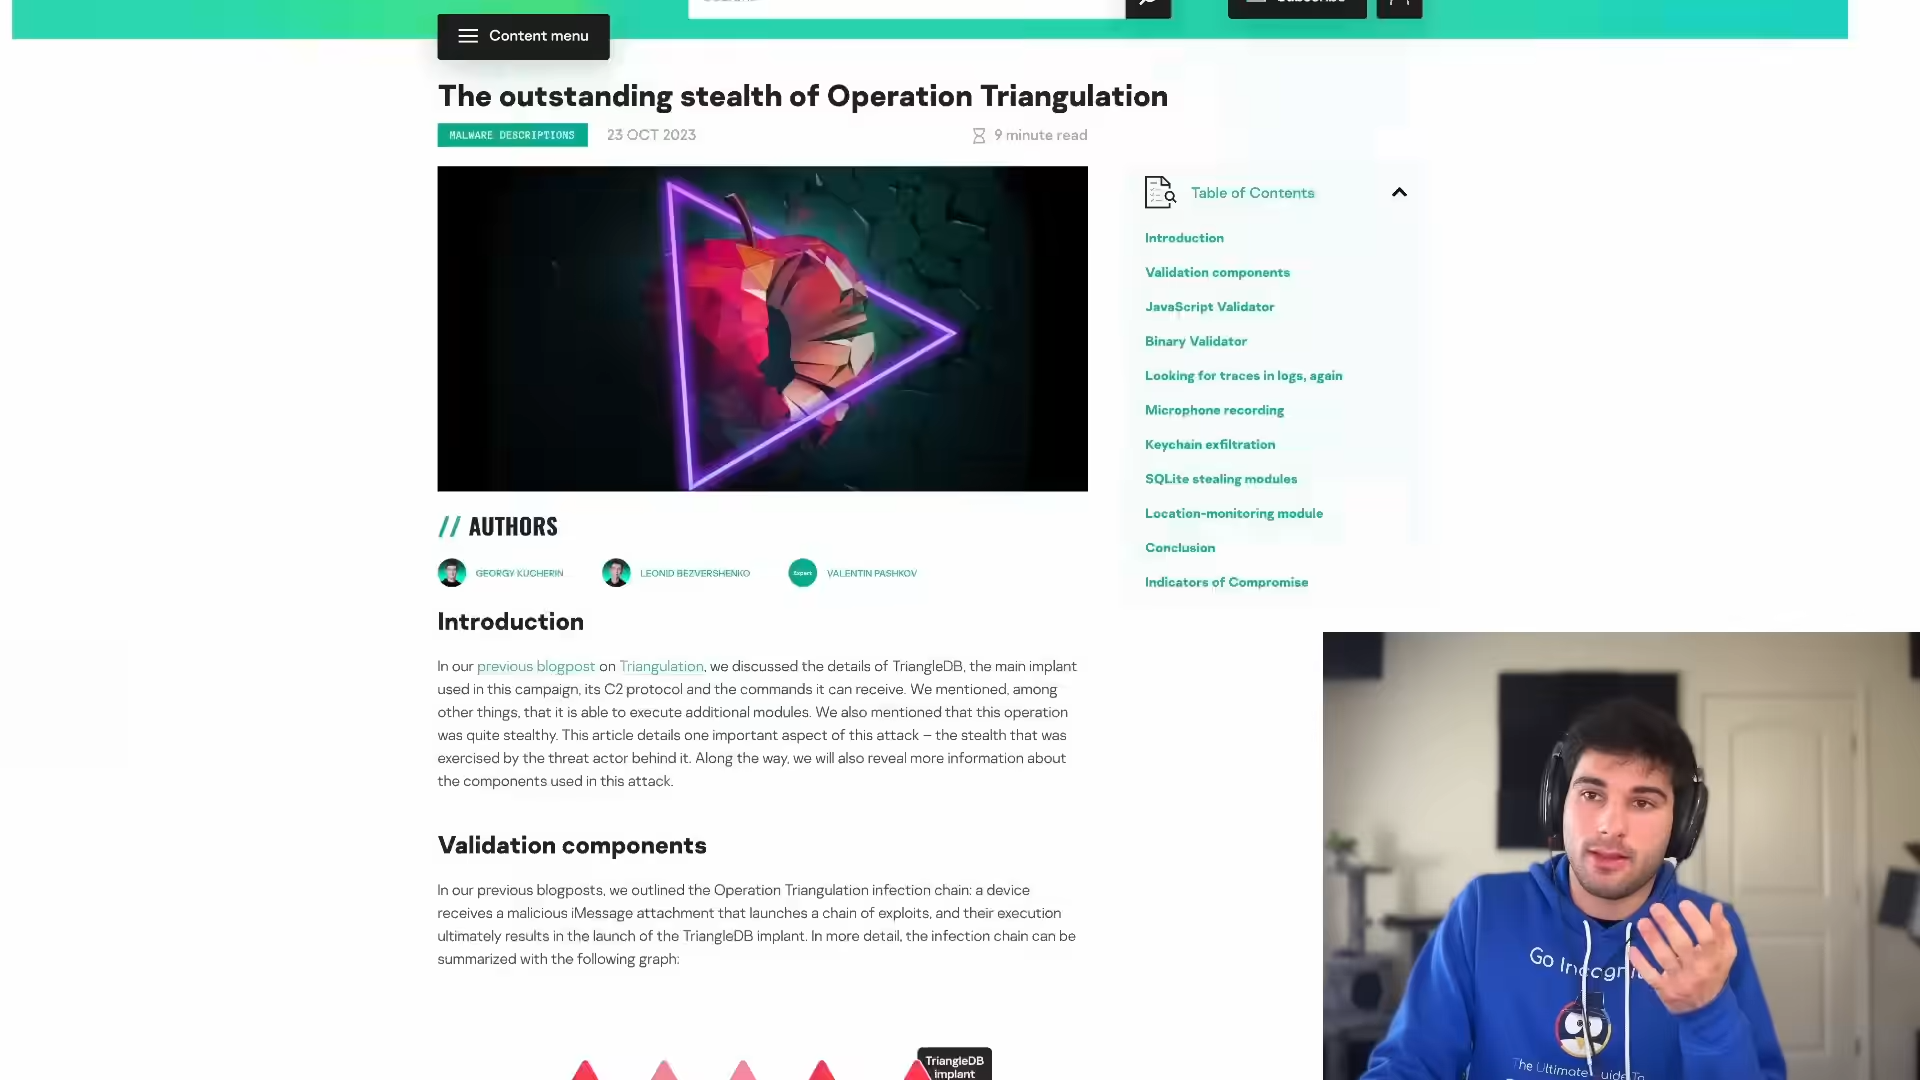 Content menu
The outstanding stealth of Operation Triangulation
MALWARE DESCRIPTIONS
23 OCT 2023
9 minute read
// AUTHORS
GEORGY KUCHERIN
LEONID BEZVERSHENKO
Expert
VALENTIN PASHKOV
Introduction
In our previous blogpost on Triangulation, we discussed the details of TriangleDB, the main implant
used in this campaign, its C2 protocol and the commands it can receive. We mentioned, among
other things, that it is able to execute additional modules. We also mentioned that this operation
was quite stealthy. This article details one important aspect of this attack – the stealth that was
exercised by the threat actor behind it. Along the way, we will also reveal more information about
the components used in this attack.
Validation components
In our previous blogposts, we outlined the Operation Triangulation infection chain: a device
receives a malicious iMessage attachment that launches a chain of exploits, and their execution
ultimately results in the launch of the TriangleDB implant. In more detail, the infection chain can be
summarized with the following graph:
TriangleDB
implant
Table of Contents
Introduction
Validation components
JavaScript Validator
Binary Validator
Looking for traces in logs, again
Microphone recording
Keychain exfiltration
SQLite stealing modules
Location-monitoring module
Conclusion
Indicators of Compromise
Go
The Ultimate